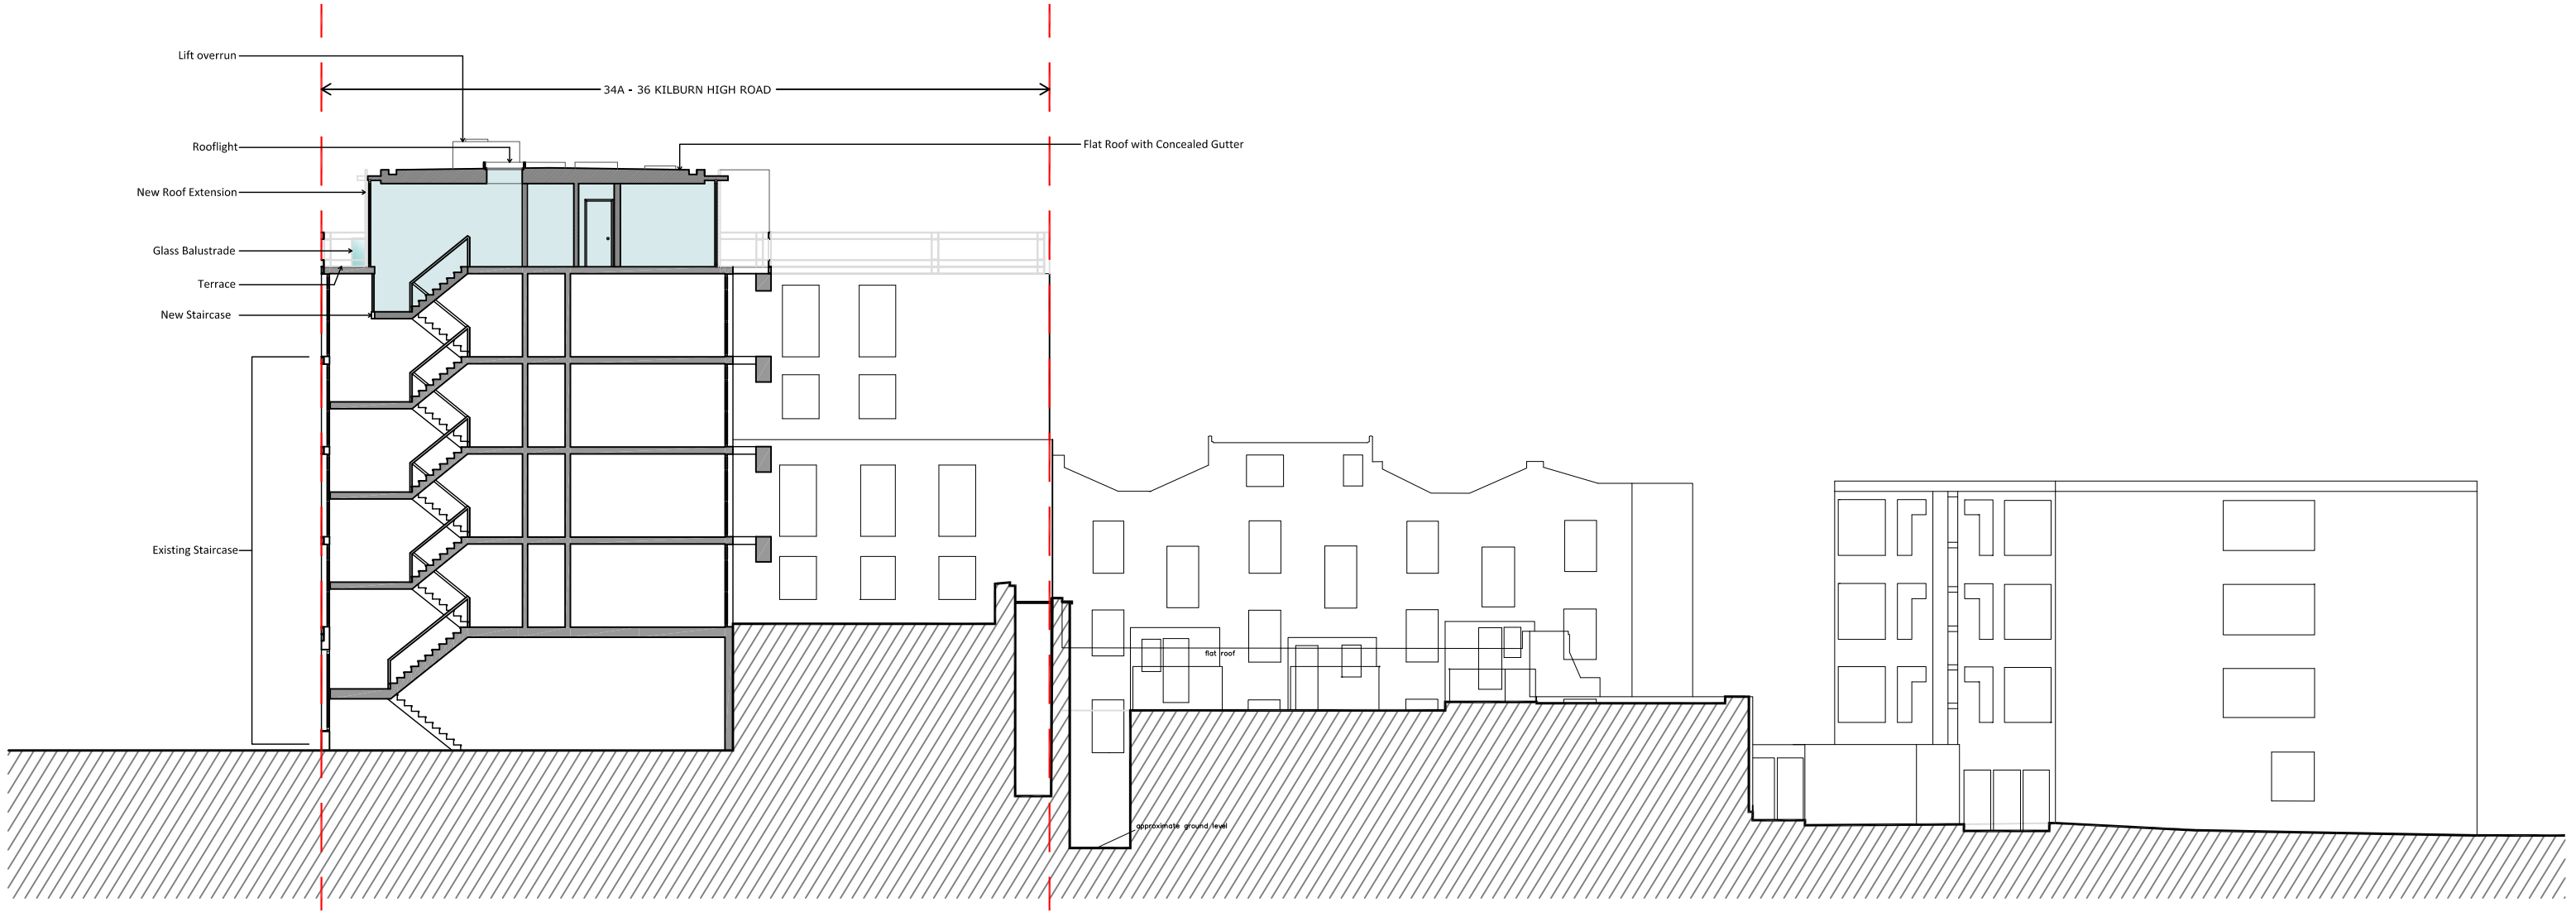 Lift overrun
34A - 36 KILBURN HIGH ROAD
Rooflight
Flat Roof with Concealed Gutter
New Roof Extension
Glass Balustrade
Terrace
New Staircase
Existing Staircase
flat roof
approximate ground level